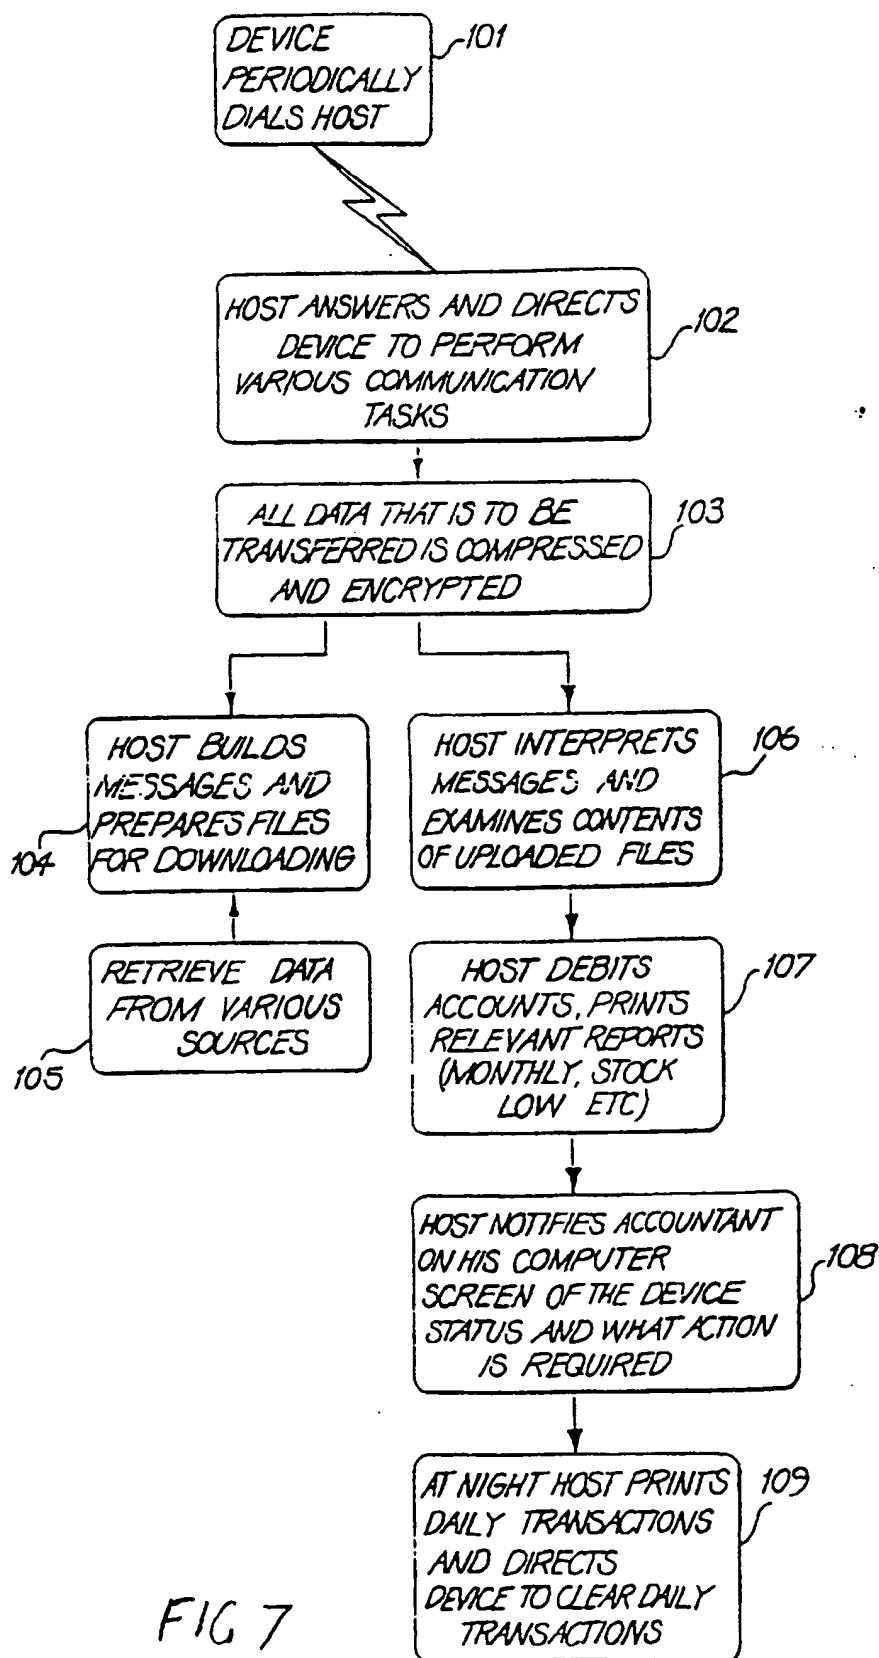 DEVICE
PERIODICALLY
DIALS HOST
101
HOST ANSWERS AND DIRECTS
DEVICE TO PERFORM
VARIOUS COMMUNICATION
TASKS
102
ALL DATA THAT IS TO BE
TRANSFERRED IS COMPRESSED
AND ENCRYPTED
103
HOST BUILDS
MESSAGES AND
PREPARES FILES
FOR DOWNLOADING
104
RETRIEVE DATA
FROM VARIOUS
SOURCES
105
HOST INTERPRETS
MESSAGES AND
EXAMINES CONTENTS
OF UPLOADED FILES
106
HOST DEBITS
ACCOUNTS, PRINTS
RELEVANT REPORTS
(MONTHLY, STOCK
LOW ETC)
107
HOST NOTIFIES ACCOUNTANT
ON HIS COMPUTER
SCREEN OF THE DEVICE
STATUS AND WHAT ACTION
IS REQUIRED
108
AT NIGHT HOST PRINTS
DAILY TRANSACTIONS
AND DIRECTS
DEVICE TO CLEAR DAILY
TRANSACTIONS
109
FIG 7